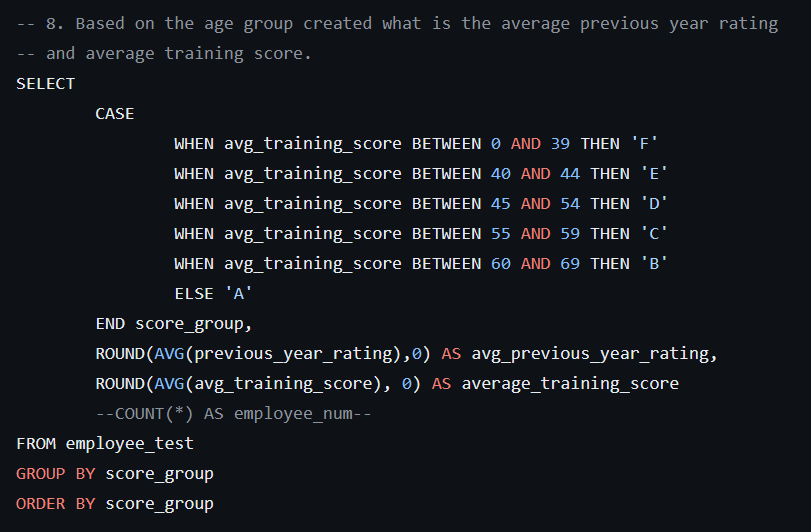 -- 8. Based on the age group created what is the average previous year rating
-- and average training score.
SELECT
CASE
WHEN avg_training_score BETWEEN 0 AND 39 THEN 'F'
WHEN avg_training_score BETWEEN 40 AND 44 THEN 'E'
WHEN avg_training_score BETWEEN 45 AND 54 THEN 'D'
WHEN avg_training_score BETWEEN 55 AND 59 THEN 'C'
WHEN avg_training_score BETWEEN 60 AND 69 THEN 'B'
ELSE 'A'
END score_group,
ROUND(AVG(previous_year_rating),0) AS avg_previous_year_rating,
ROUND(AVG(avg_training_score), 0) AS average_training_score
--COUNT(*) AS employee_num--
FROM employee_test
GROUP BY score_group
ORDER BY score_group